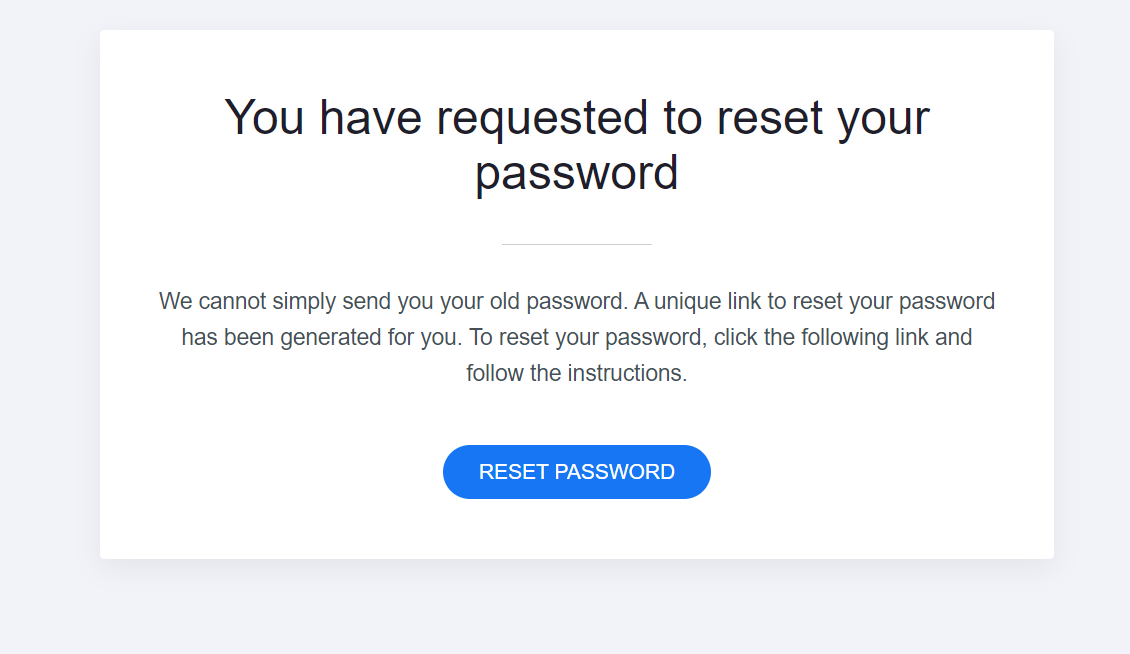 You have requested to reset your
password
We cannot simply send you your old password. A unique link to reset your password
has been generated for you. To reset your password, click the following link and
follow the instructions.
RESET PASSWORD